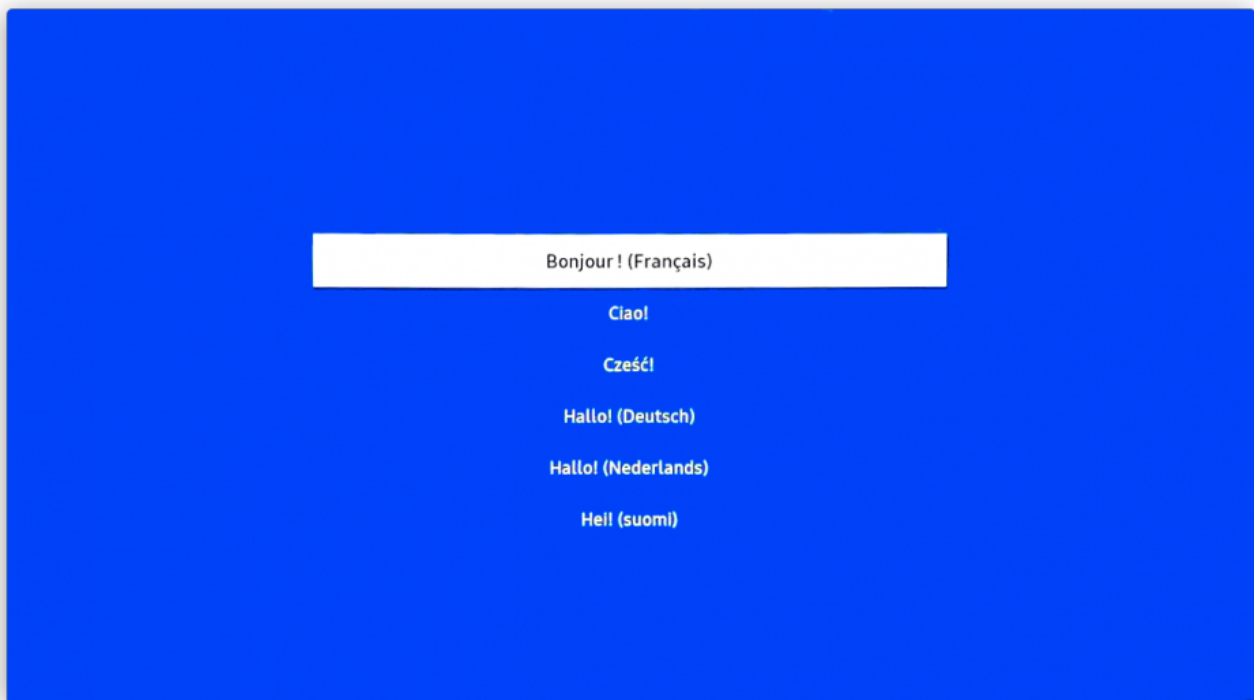 Bonjour ! (Français)
Ciao!
Cześć!
Hallo! (Deutsch)
Hallo! (Nederlands)
Hei! (suomi)